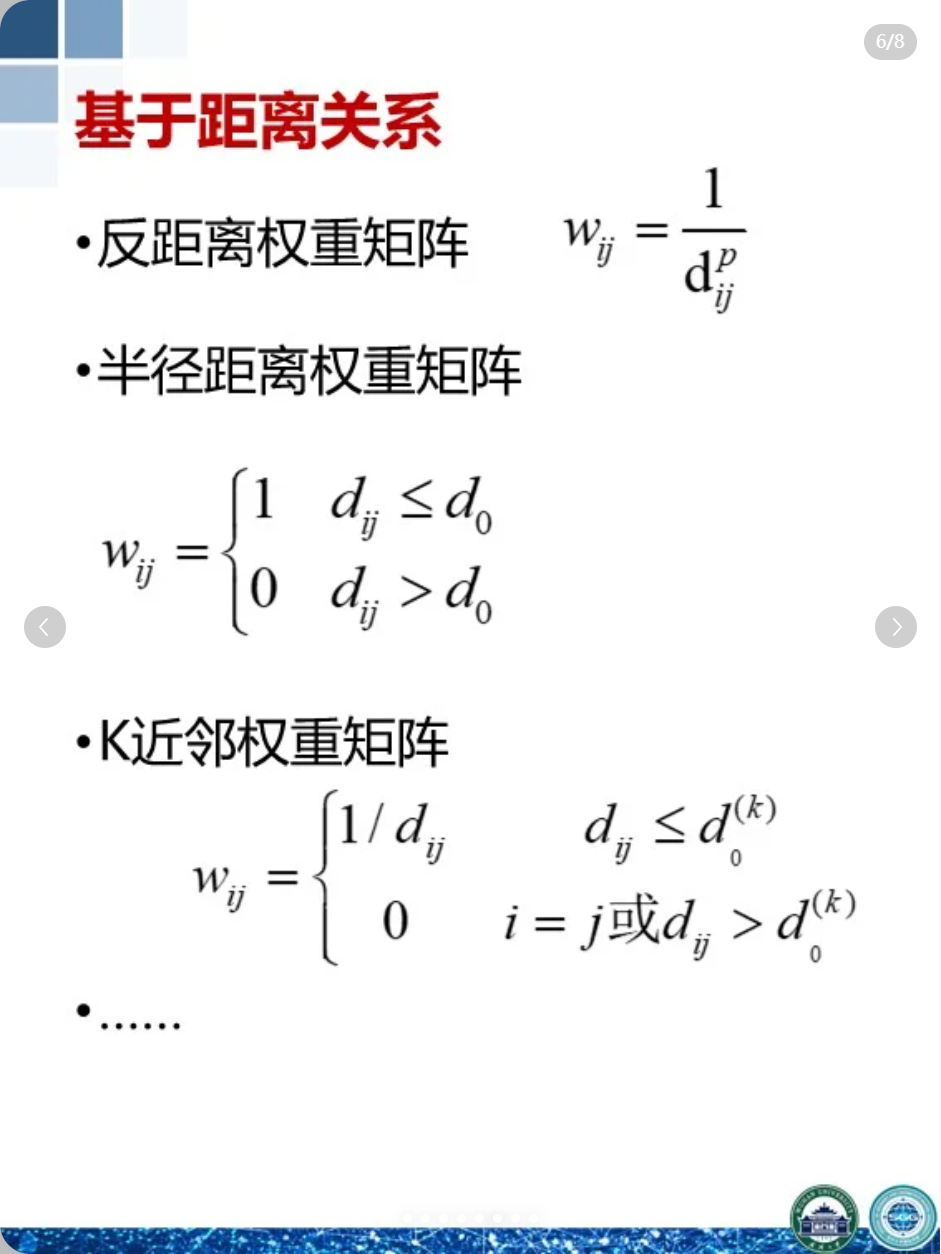 6/8
基于距离关系
•反距离权重矩阵 w_{ij} = \frac{1}{d_{ij}^{p}}
•半径距离权重矩阵
w_{ij} = \begin{cases} 1 & d_{ij} \le d_0 \\ 0 & d_{ij} > d_0 \end{cases}
•K近邻权重矩阵
w_{ij} = \begin{cases} 1/d_{ij} & d_{ij} \le d_0^{(k)} \\ 0 & i = j或d_{ij} > d_0^{(k)} \end{cases}
•......